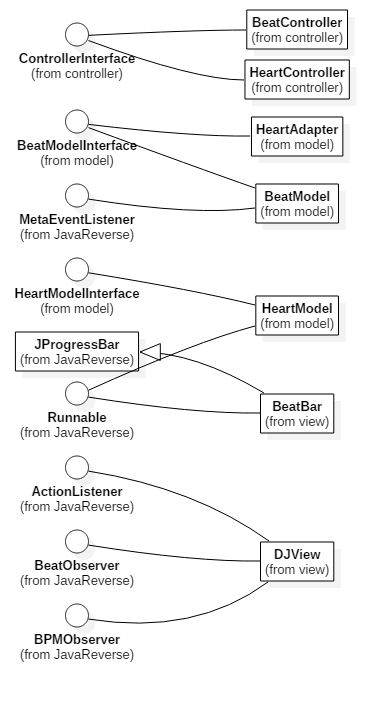 BeatController
(from controller)
ControllerInterface
(from controller)
HeartController
(from controller)
HeartAdapter
(from model)
BeatModelInterface
(from model)
BeatModel
(from model)
MetaEventListener
(from JavaReverse)
HeartModelInterface
(from model)
HeartModel
(from model)
JProgressBar
(from JavaReverse)
Runnable
(from JavaReverse)
BeatBar
(from view)
ActionListener
(from JavaReverse)
DJView
(from view)
BeatObserver
(from JavaReverse)
BPMObserver
(from JavaReverse)